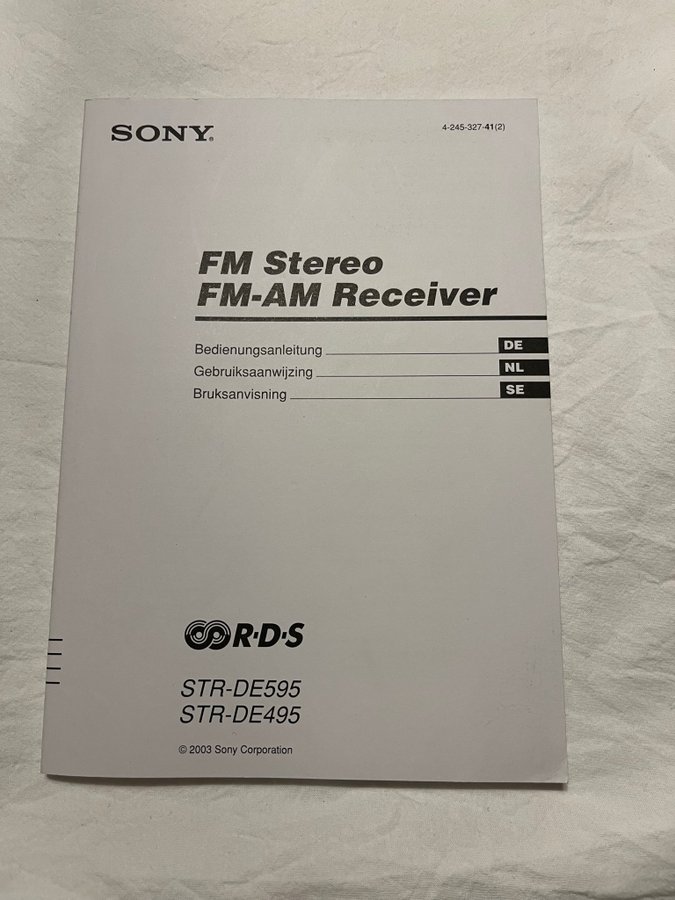 SONY®
4-245-327-41(2)
FM Stereo
FM-AM Receiver
Bedienungsanleitung DE
Gebruiksaanwijzing NL
Bruksanvisning SE
R·D·S
STR-DE595
STR-DE495
© 2003 Sony Corporation